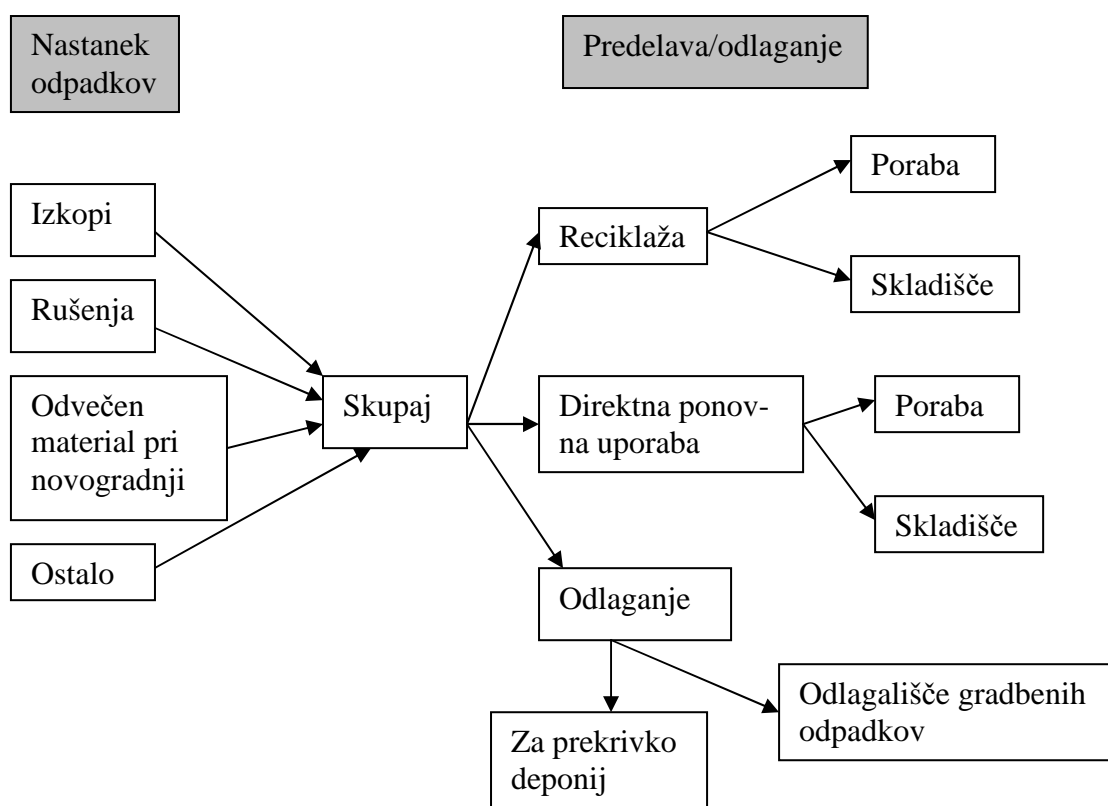 Nastanek
odpadkov
Predelava/odlaganje
Izkopi
Rušenja
Odvečen
material pri
novogradnji
Ostalo
Skupaj
Reciklaža
Poraba
Skladišče
Direktna ponov-
na uporaba
Poraba
Skladišče
Odlaganje
Za prekrivko
deponij
Odlagališče gradbenih
odpadkov